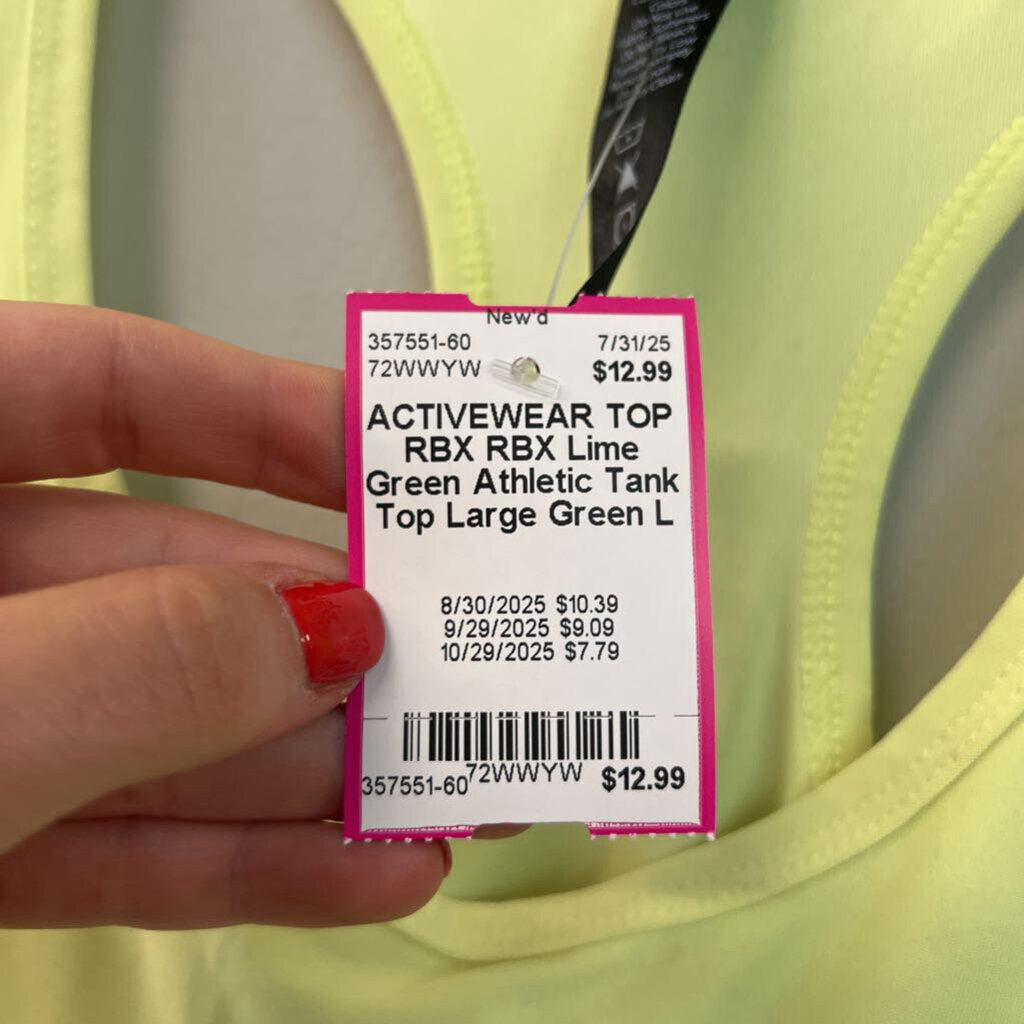 New'd
357551-60 7/31/25
72WWYW $12.99
ACTIVEWEAR TOP
RBX RBX Lime
Green Athletic Tank
Top Large Green L
8/30/2025 $10.39
9/29/2025 $9.09
10/29/2025 $7.79
357551-60 72WWYW $12.99